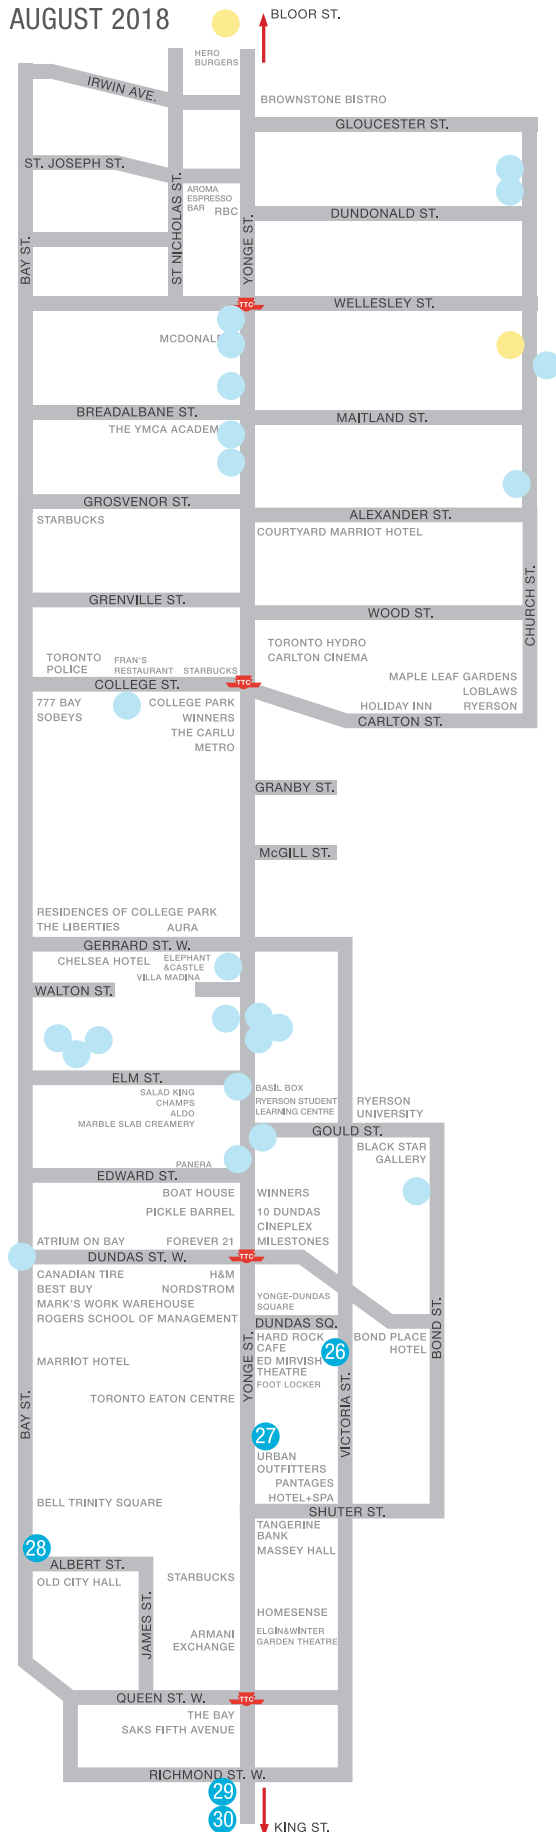 AUGUST 2018
BLOOR ST.
HERO
BURGERS
IRWIN AVE.
BROWNSTONE BISTRO
GLOUCESTER ST.
ST. JOSEPH ST.
ST NICHOLAS ST.
AROMA
ESPRESSO
BAR
RBC
DUNDONALD ST.
BAY ST.
YONGE ST.
TTC
WELLESLEY ST.
MCDONAL
BREADALBANE ST.
MAITLAND ST.
THE YMCA ACADEM
GROSVENOR ST.
ALEXANDER ST.
STARBUCKS
COURTYARD MARRIOT HOTEL
CHURCH ST.
GRENVILLE ST.
WOOD ST.
TORONTO HYDRO
CARLTON CINEMA
TORONTO
POLICE
FRAN'S
RESTAURANT
STARBUCKS
MAPLE LEAF GARDENS
LOBLAWS
COLLEGE ST.
TTC
777 BAY
SOBEYS
COLLEGE PARK
WINNERS
THE CARLU
METRO
HOLIDAY INN
RYERSON
CARLTON ST.
GRANBY ST.
McGILL ST.
RESIDENCES OF COLLEGE PARK
THE LIBERTIES
AURA
GERRARD ST. W.
CHELSEA HOTEL
ELEPHANT
&CASTLE
VILLA MADINA
WALTON ST.
ELM ST.
SALAD KING
CHAMPS
ALDO
MARBLE SLAB CREAMERY
BASIL BOX
RYERSON STUDENT
LEARNING CENTRE
RYERSON
UNIVERSITY
GOULD ST.
BLACK STAR
GALLERY
PANERA
EDWARD ST.
BOAT HOUSE
WINNERS
PICKLE BARREL
10 DUNDAS
CINEPLEX
ATRIUM ON BAY
FOREVER 21
MILESTONES
DUNDAS ST. W.
TTC
CANADIAN TIRE
BEST BUY
H&M
NORDSTROM
MARK'S WORK WAREHOUSE
ROGERS SCHOOL OF MANAGEMENT
YONGE-DUNDAS
SQUARE
DUNDAS SQ.
BOND ST.
HARD ROCK
CAFE
ED MIRVISH
THEATRE
FOOT LOCKER
26
BOND PLACE
HOTEL
YONGE ST.
MARRIOT HOTEL
BAY ST.
TORONTO EATON CENTRE
VICTORIA ST.
27
URBAN
OUTFITTERS
PANTAGES
HOTEL+SPA
BELL TRINITY SQUARE
SHUTER ST.
TANGERINE
BANK
MASSEY HALL
28
ALBERT ST.
OLD CITY HALL
STARBUCKS
JAMES ST.
HOMESENSE
ARMANI
EXCHANGE
ELGIN&WINTER
GARDEN THEATRE
QUEEN ST. W.
TTC
THE BAY
SAKS FIFTH AVENUE
RICHMOND ST. W.
29
30
KING ST.